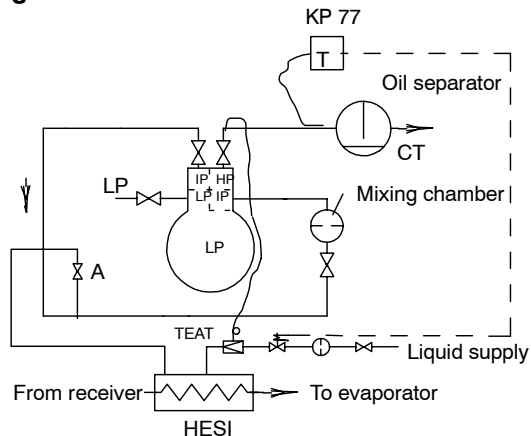 g
KP 77
T
Oil separator
CT
IP HP
LP IP
LP
Mixing chamber
LP
A
TEAT
Liquid supply
From receiver
To evaporator
HESI